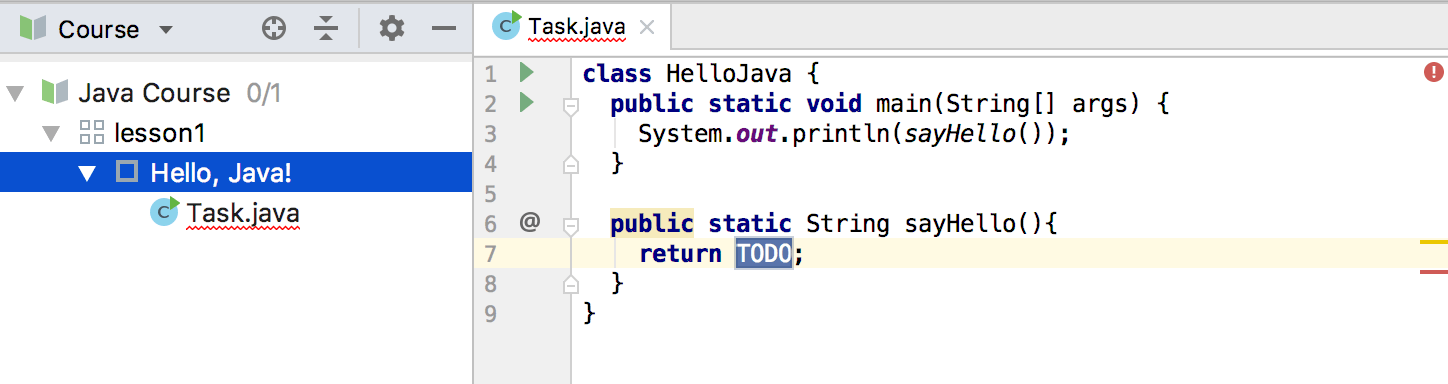 Course
Java Course 0/1
lesson1
Hello, Java!
C Task.java
C Task.java
1 class HelloJava {
2 public static void main(String[] args) {
3 System.out.println(sayHello());
4 }
5
6 @ public static String sayHello(){
7 return TODO;
8 }
9 }